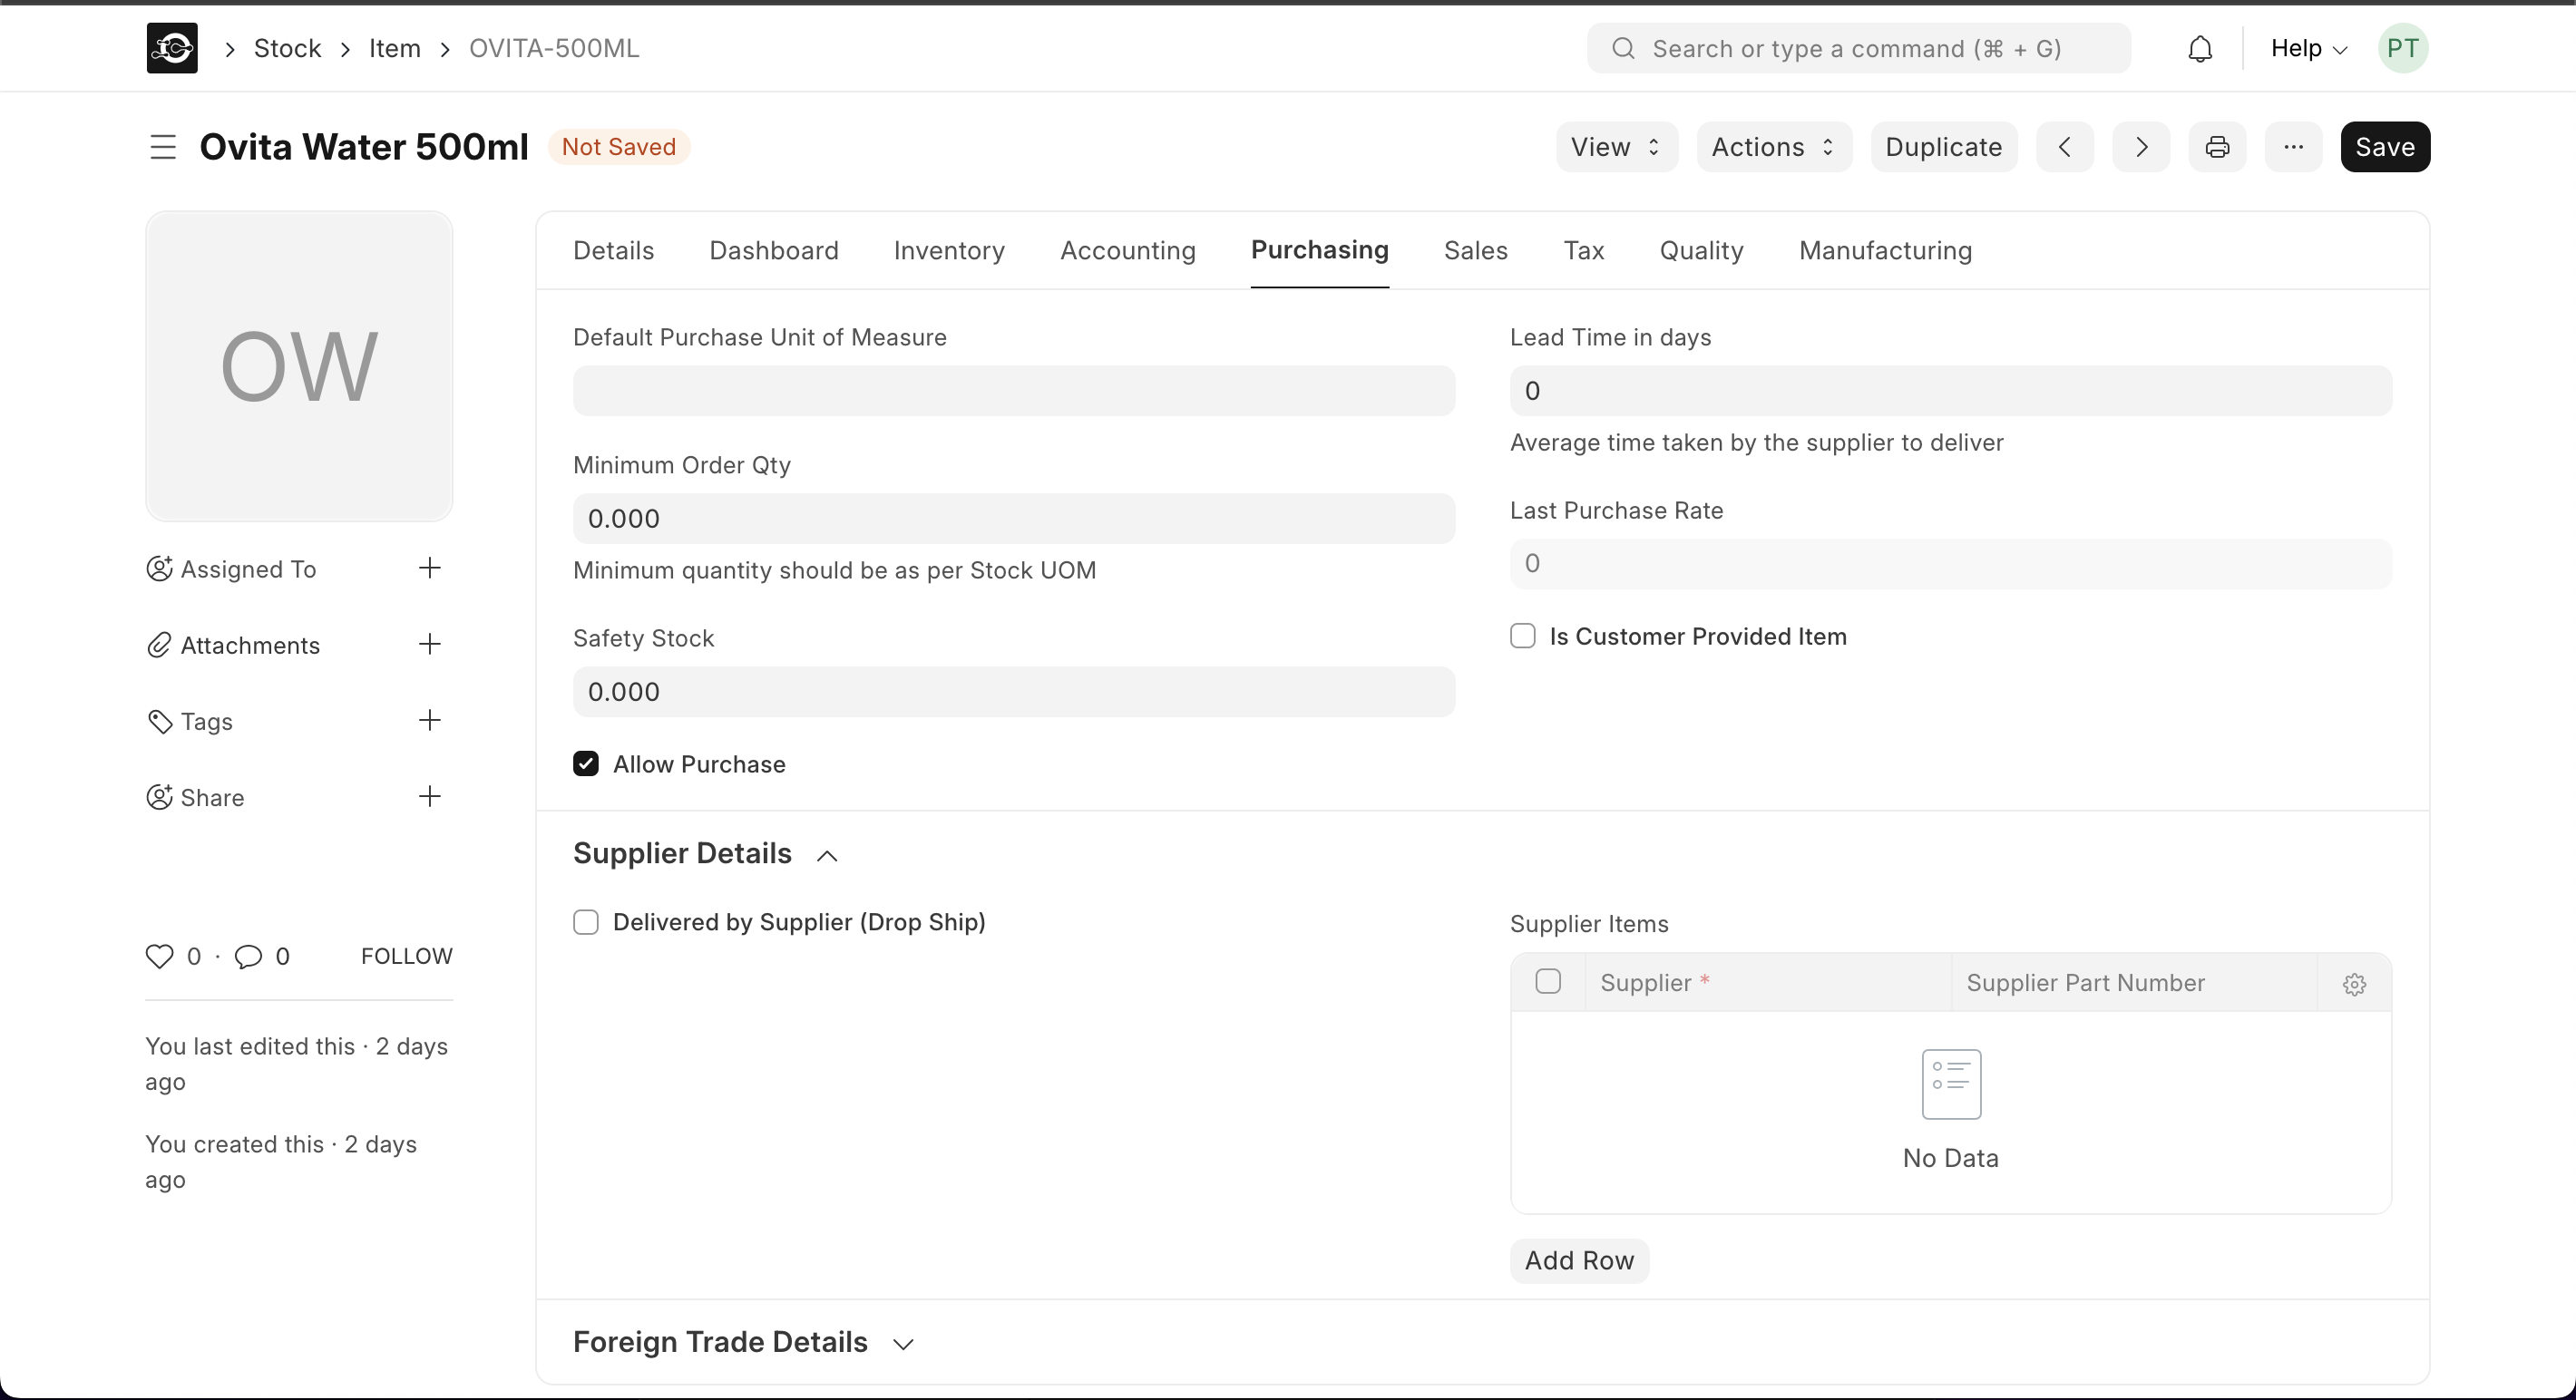 Stock
Item
OVITA-500ML
Search or type a command (⌘ + G)
Help
PT
Ovita Water 500ml
Not Saved
View
Actions
Duplicate
Save
OW
Details
Dashboard
Inventory
Accounting
Purchasing
Sales
Tax
Quality
Manufacturing
Default Purchase Unit of Measure
Minimum Order Qty
0.000
Minimum quantity should be as per Stock UOM
Safety Stock
0.000
Allow Purchase
Lead Time in days
0
Average time taken by the supplier to deliver
Last Purchase Rate
0
Is Customer Provided Item
Assigned To
Attachments
Tags
Share
0 · 0
FOLLOW
You last edited this · 2 days
ago
You created this · 2 days
ago
Supplier Details
Delivered by Supplier (Drop Ship)
Supplier Items
Supplier *
Supplier Part Number
No Data
Add Row
Foreign Trade Details